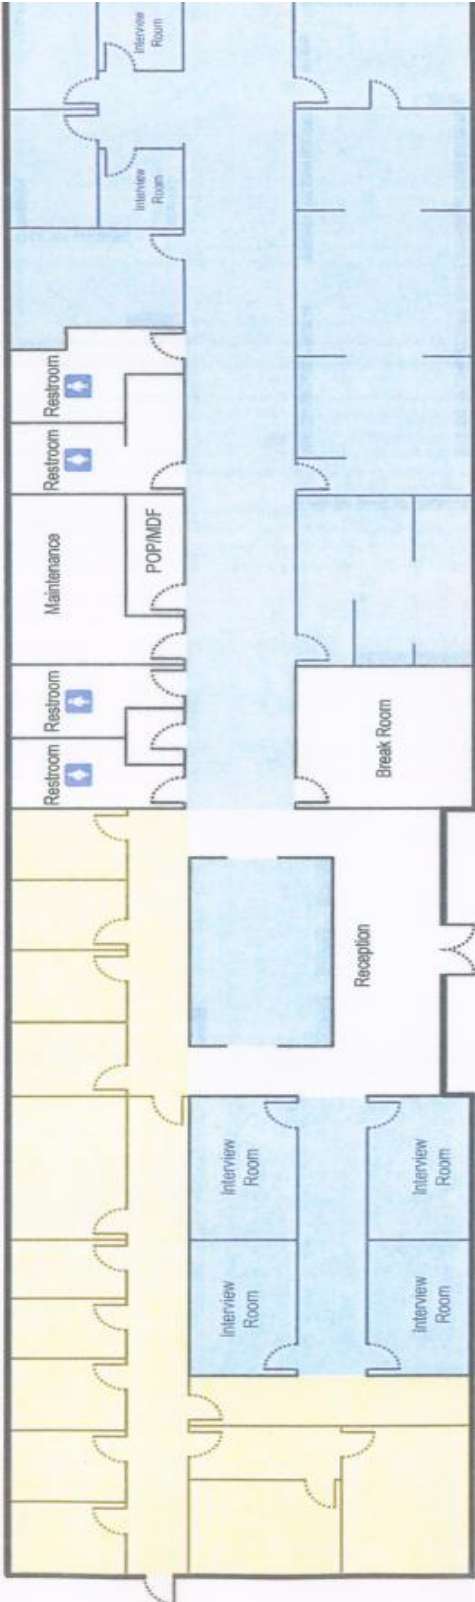 Interview
Room
Interview
Room
Restroom
Restroom
Maintenance
POP/MDF
Restroom
Restroom
Break Room
Reception
Interview
Room
Interview
Room
Interview
Room
Interview
Room